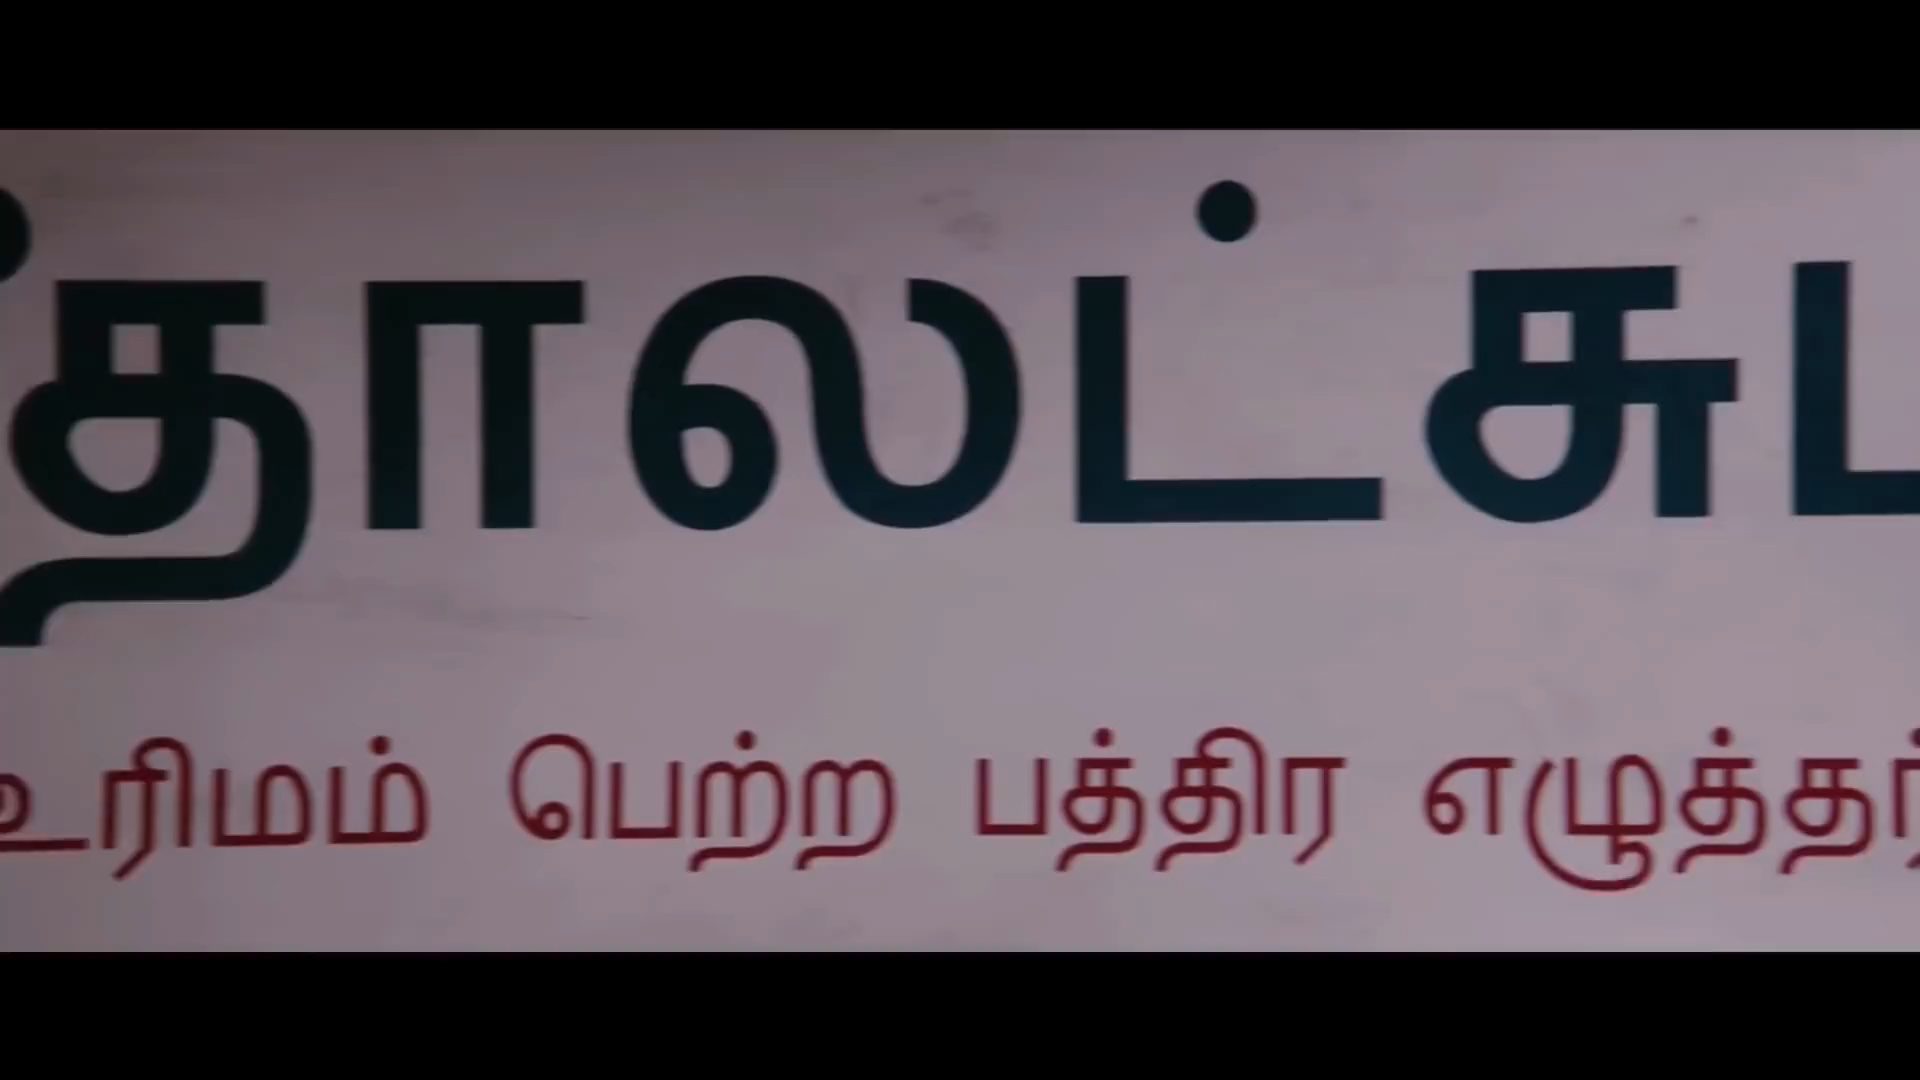 தாலட்சு
உரிமம் பெற்ற பத்திர எழுத்தர்